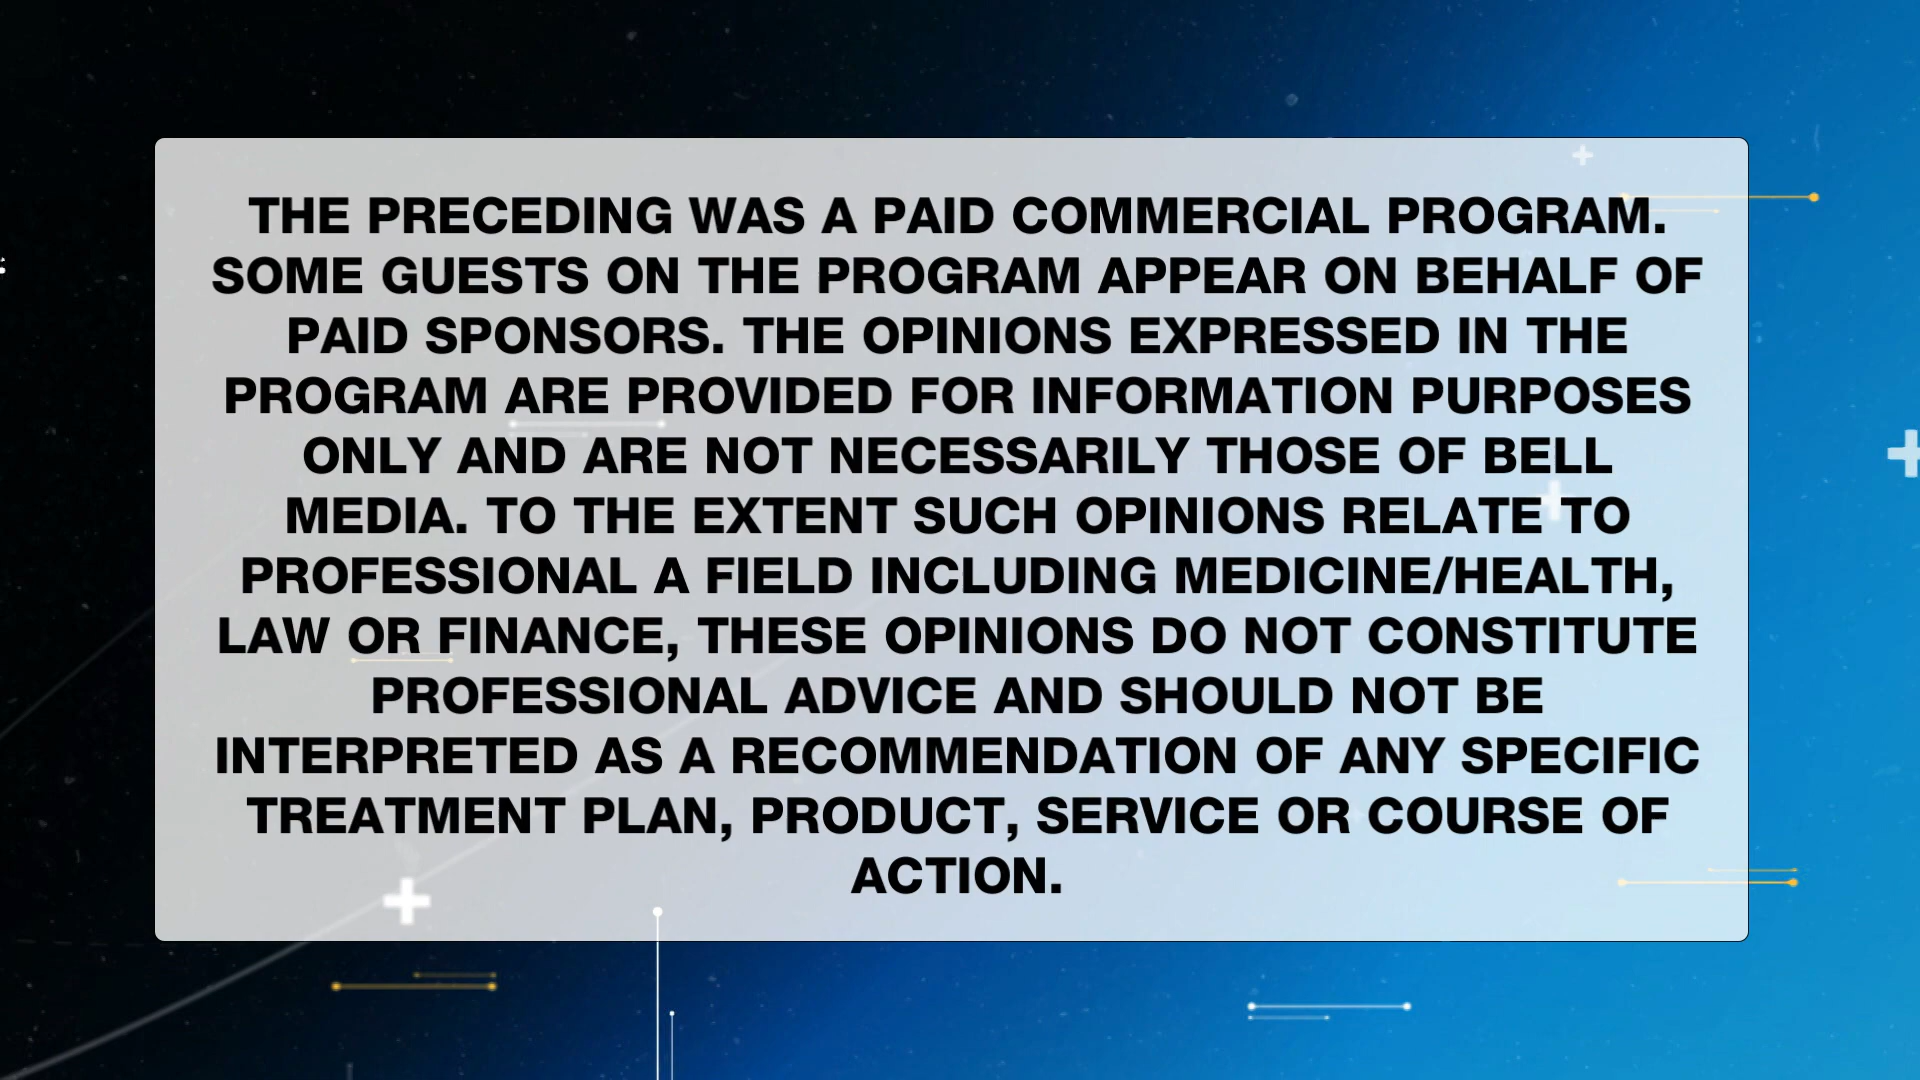 THE PRECEDING WAS A PAID COMMERCIAL PROGRAM.
SOME GUESTS ON THE PROGRAM APPEAR ON BEHALF OF
PAID SPONSORS. THE OPINIONS EXPRESSED IN THE
PROGRAM ARE PROVIDED FOR INFORMATION PURPOSES
ONLY AND ARE NOT NECESSARILY THOSE OF BELL
MEDIA. TO THE EXTENT SUCH OPINIONS RELATE TO
PROFESSIONAL A FIELD INCLUDING MEDICINE/HEALTH,
LAW OR FINANCE, THESE OPINIONS DO NOT CONSTITUTE
PROFESSIONAL ADVICE AND SHOULD NOT BE
INTERPRETED AS A RECOMMENDATION OF ANY SPECIFIC
TREATMENT PLAN, PRODUCT, SERVICE OR COURSE OF
ACTION.